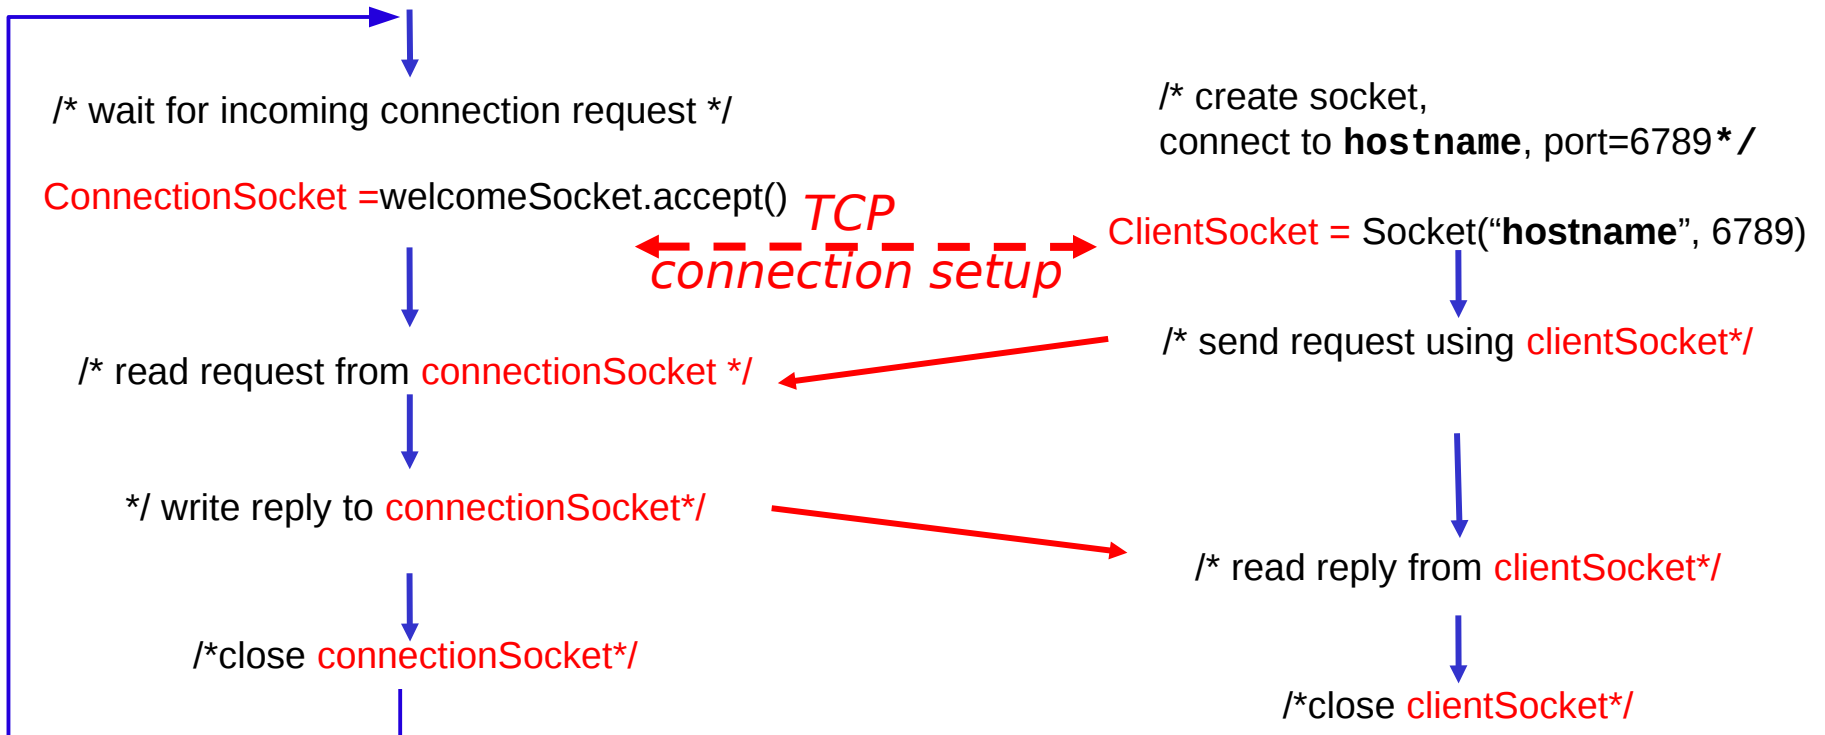 /* wait for incoming connection request */
ConnectionSocket =welcomeSocket.accept()
/* read request from connectionSocket */
*/ write reply to connectionSocket*/
/*close connectionSocket*/
TCP
connection setup
/* create socket,
connect to hostname, port=6789*/
ClientSocket = Socket(“hostname”, 6789)
/* send request using clientSocket*/
/* read reply from clientSocket*/
/*close clientSocket*/